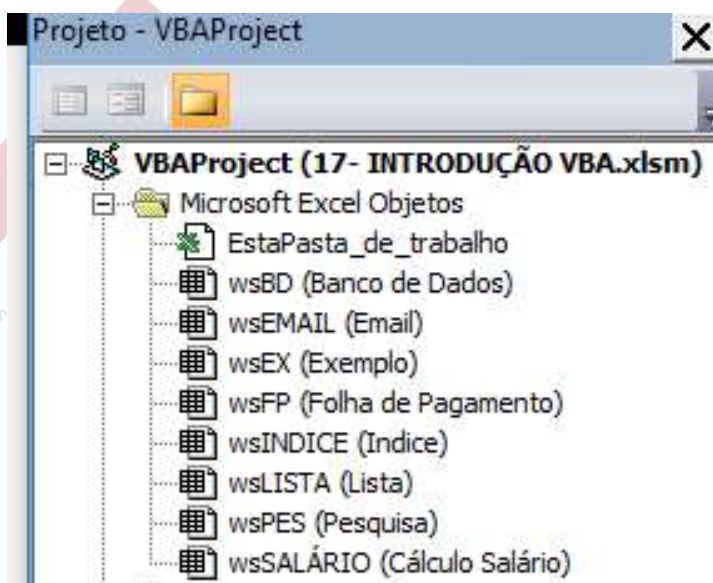 Projeto - VBAProject
VBAProject (17- INTRODUÇÃO VBA.xlsm)
Microsoft Excel Objetos
EstaPasta_de_trabalho
wsBD (Banco de Dados)
wsEMAIL (Email)
wsEX (Exemplo)
wsFP (Folha de Pagamento)
wsINDICE (Indice)
wsLISTA (Lista)
wsPES (Pesquisa)
wsSALÁRIO (Cálculo Salário)